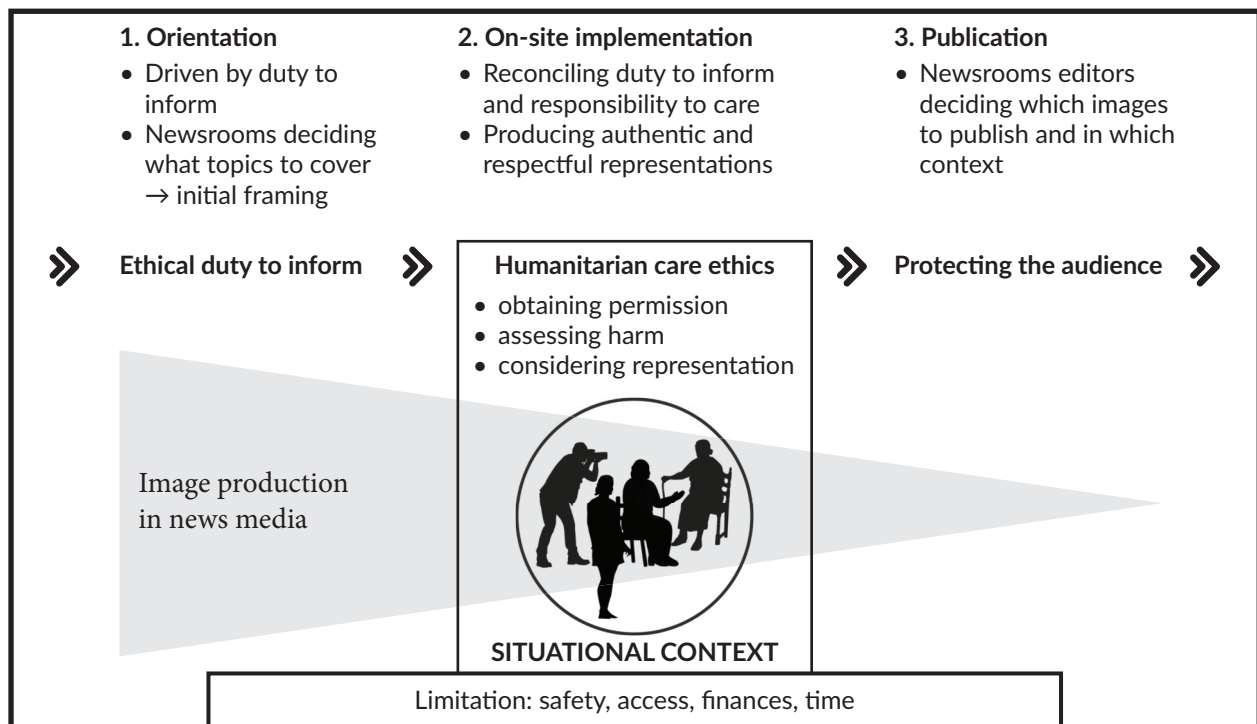 1. Orientation
• Driven by duty to
inform
• Newsrooms deciding
what topics to cover
→ initial framing
2. On-site implementation
• Reconciling duty to inform
and responsibility to care
• Producing authentic and
respectful representations
3. Publication
• Newsrooms editors
deciding which images
to publish and in which
context
Ethical duty to inform
Humanitarian care ethics
• obtaining permission
• assessing harm
• considering representation
Protecting the audience
Image production
in news media
SITUATIONAL CONTEXT
Limitation: safety, access, finances, time